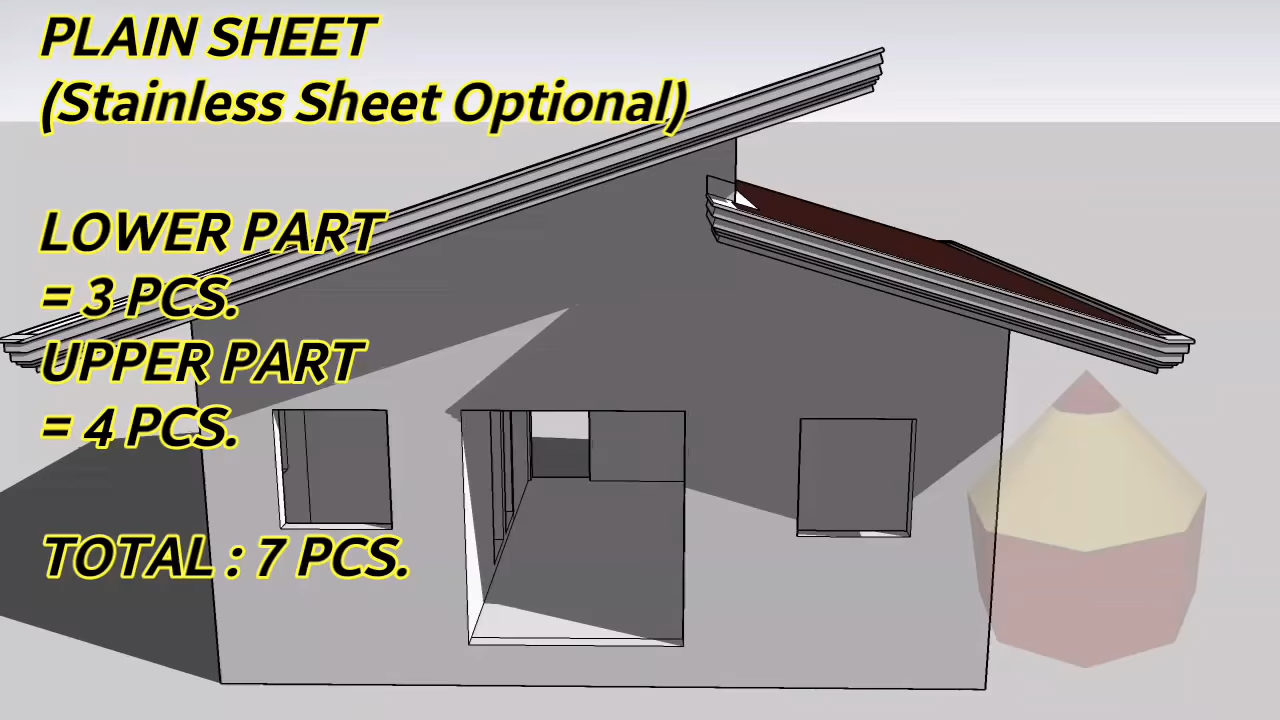 PLAIN SHEET
(Stainless Sheet Optional)
LOWER PART
= 3 PCS.
UPPER PART
= 4 PCS.
TOTAL : 7 PCS.